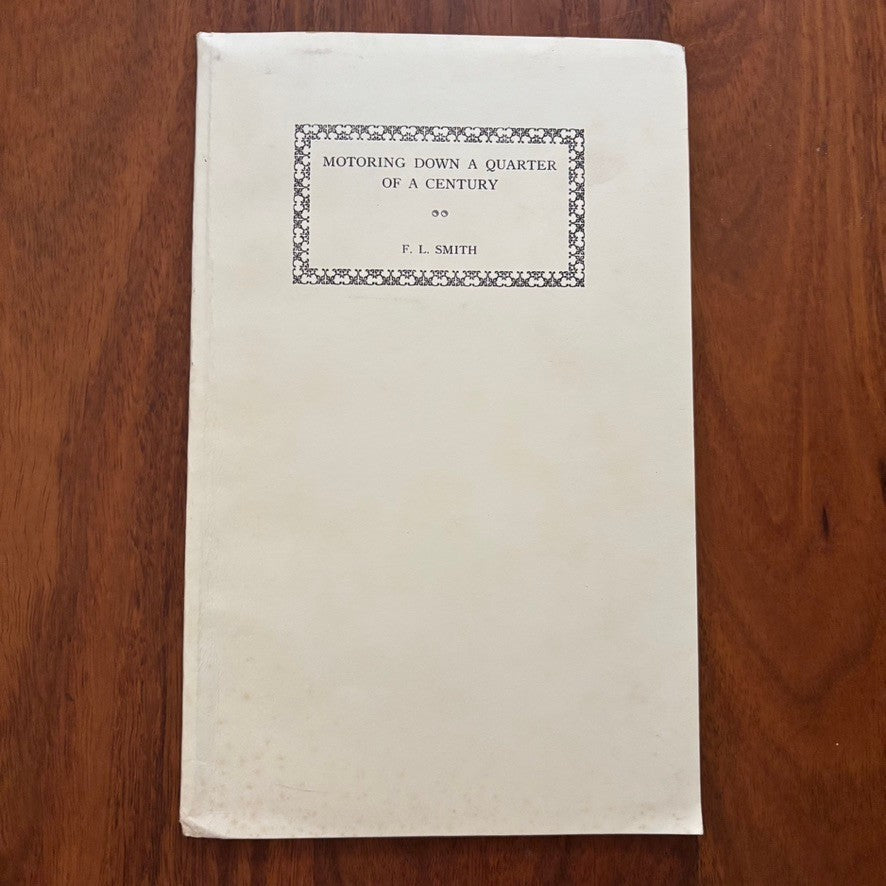 MOTORING DOWN A QUARTER
OF A CENTURY
F. L. SMITH